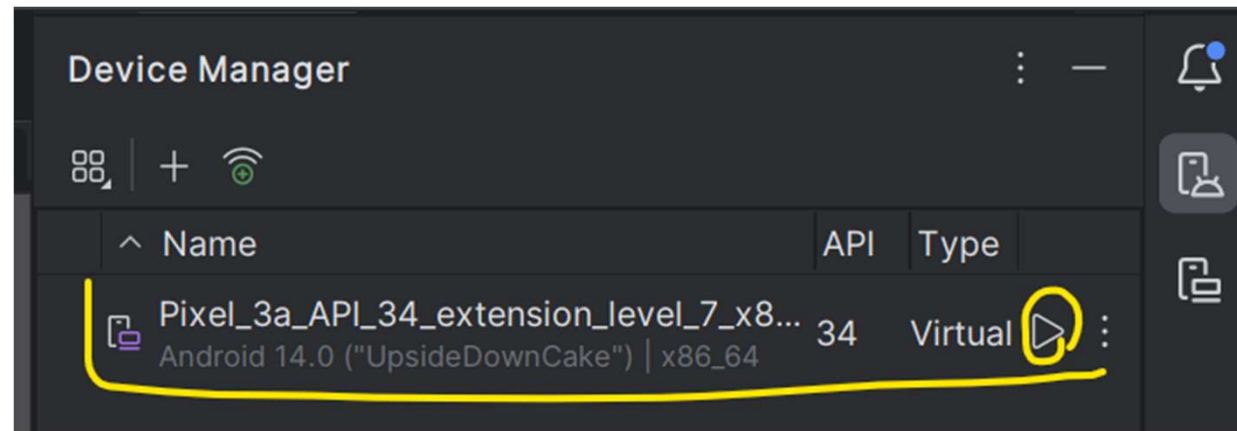 Device Manager
Name API Type
Pixel_3a_API_34_extension_level_7_x8... 34 Virtual
Android 14.0 ("UpsideDownCake") | x86_64